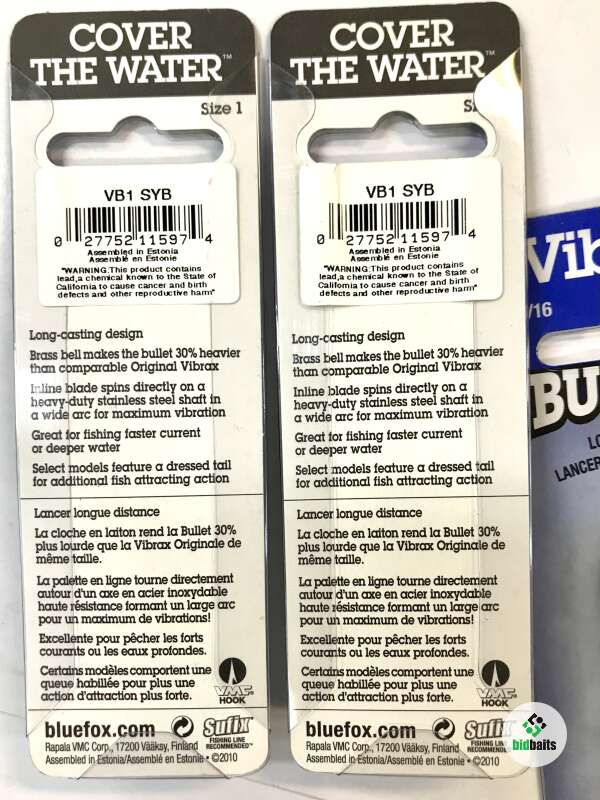 COVER
THE WATER™
Size 1
VB1 SYB
0 27752 11597 4
Assembled in Estonia
Assemblé en Estonie
"WARNING:This product contains
lead,a chemical known to the State of
California to cause cancer and birth
defects and other reproductive harm"
Long-casting design
Brass bell makes the bullet 30% heavier
than comparable Original Vibrax
Inline blade spins directly on a
heavy-duty stainless steel shaft in
a wide arc for maximum vibration
Great for fishing faster current
or deeper water
Select models feature a dressed tail
for additional fish attracting action
Lancer longue distance
La cloche en laiton rend la Bullet 30%
plus lourde que la Vibrax Originale de
même taille.
La palette en ligne tourne directement
autour d'un axe en acier inoxydable
haute résistance formant un large arc
pour un maximum de vibrations!
Excellente pour pêcher les forts
courants ou les eaux profondes.
Certains modèles comportent une
queue habillée pour plus une
action d'attraction plus forte.
VMC®
HOOK
bluefox.com
Sufix
FISHING LINE
RECOMMENDED™
Rapala VMC Corp., 17200 Vääksy, Finland
Assembled in Estonia/Assemblé en Estonie • ©2010
COVER
THE WATER™
VB1 SYB
0 27752 11597 4
Assembled in Estonia
Assemblé en Estonie
"WARNING:This product contains
lead,a chemical known to the State of
California to cause cancer and birth
defects and other reproductive harm"
Long-casting design
Brass bell makes the bullet 30% heavier
than comparable Original Vibrax
Inline blade spins directly on a
heavy-duty stainless steel shaft in
a wide arc for maximum vibration
Great for fishing faster current
or deeper water
Select models feature a dressed tail
for additional fish attracting action
Lancer longue distance
La cloche en laiton rend la Bullet 30%
plus lourde que la Vibrax Originale de
même taille.
La palette en ligne tourne directement
autour d'un axe en acier inoxydable
haute résistance formant un large arc
pour un maximum de vibrations!
Excellente pour pêcher les forts
courants ou les eaux profondes.
Certains modèles comportent une
queue habillée pour plus une
action d'attraction plus forte.
VMC®
HOOK
bluefox.com
Sufix
FISHING LINE
Rapala VMC Corp., 17200 Vääksy, Finland
Assembled in Estonia/Assemblé en Estonie • ©2010
Vib
/16
BU
LANCER
bidbaits